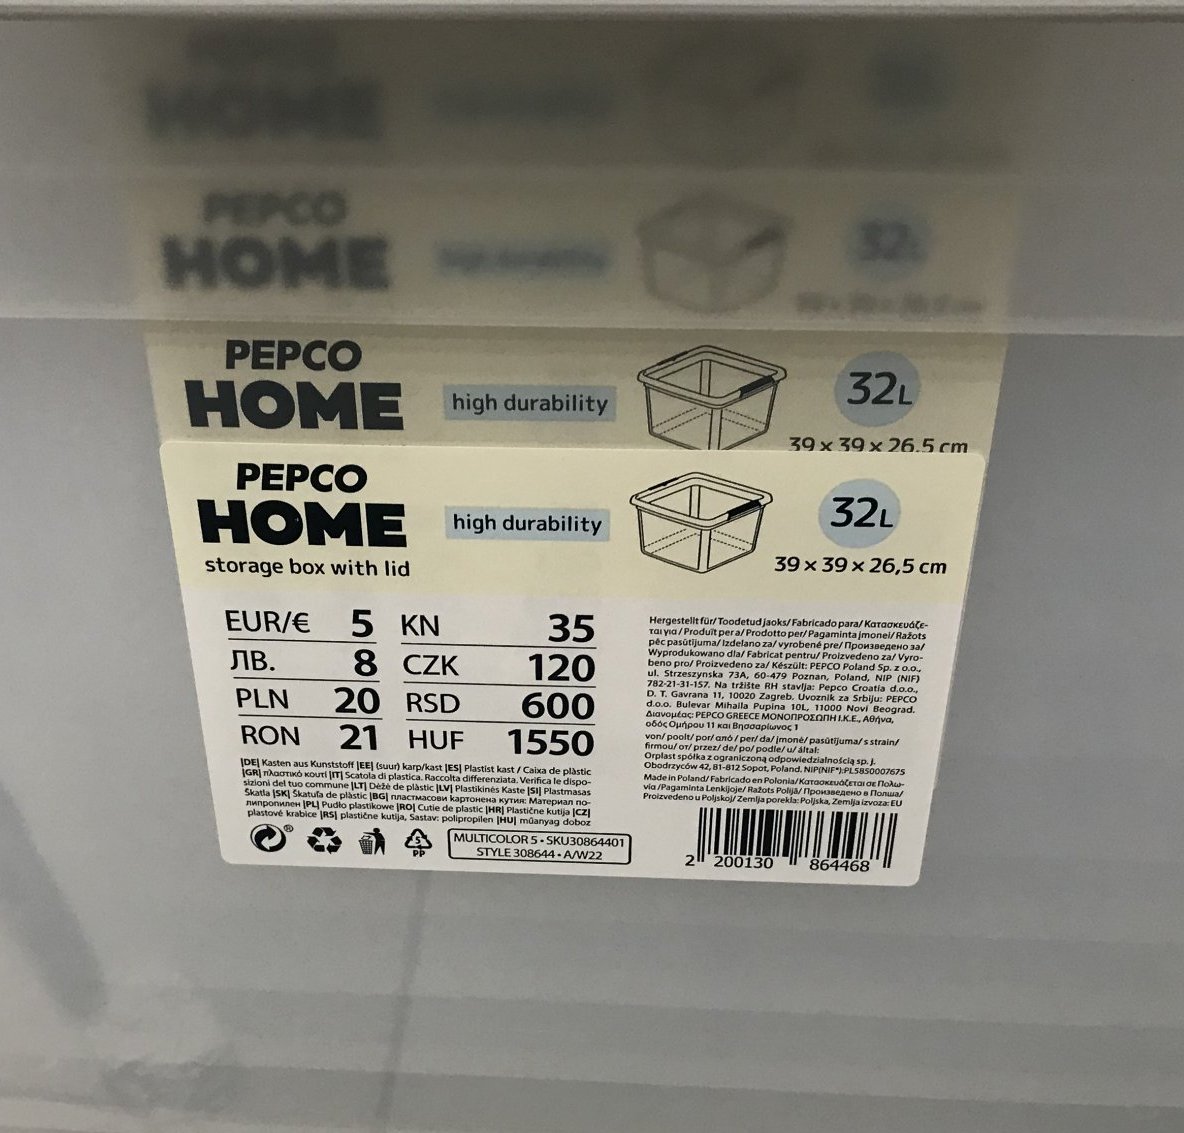 HOME
PEPCO
HOME
32L
PEPCO
HOME
high durability
32L
39 x 39 x 26,5 cm
PEPCO
HOME
storage box with lid
high durability
32L
39 x 39 x 26,5 cm
EUR/€ 5 KN 35
ЛВ. 8 CZK 120
PLN 20 RSD 600
RON 21 HUF 1550
Hergestellt für/ Toodetud jaoks/ Fabricado para/ Κατασκευάζε-
ται για / Produit per a/ Prodotto per/ Pagaminta įmonei/ Ražots
pēc pasūtījuma/ Izdelano za/ vyrobené pre/ Произведено за/
Wyprodukowano dla/ Fabricat pentru/ Proizvedeno za/ Vyro-
beno pro/ Proizvedeno za/ Készült: PEPCO Poland Sp. z o.o.,
ul. Strzeszynska 73A, 60-479 Poznan, Poland, NIP (NIF)
782-21-31-157. Na tržište RH stavlja: Pepco Croatia d.o.o.,
D. T. Gavrana 11, 10020 Zagreb. Uvoznik za Srbiju: PEPCO
d.o.o. Bulevar Mihaila Pupina 10L, 11000 Novi Beograd.
Διανομέας: PEPCO GREECE ΜΟΝΟΠΡΟΣΩΠΗ Ι.Κ.Ε., Αθήνα,
οδός Ομήρου 11 και Βησσαρίωνος 1
von/ poolt/ por/ από / per/ da/ įmonė/ pasūtījuma/ s strain/
firmou/ от/ przez/ de/ po/ podle/ u/ által:
Orplast spółka z ograniczoną odpowiedzialnością sp. j.
Obodrzyców 42, 81-812 Sopot, Poland. NIP(NIF*):PL5850007675
Made in Poland/ Fabricado en Polonia/ Κατασκευάζεται σε Πολω-
νία /Pagaminta Lenkijoje/ Ražots Polijā/ Произведено в Полша/
Proizvedeno u Poljskoj/ Zemlja porekla: Poljska, Zemlja izvoza: EU
|DE| Kasten aus Kunststoff |EE| (suur) karp/kast |ES| Plastist kast / Caixa de plàstic
|GR| πλαστικό κουτί |IT| Scatola di plastica. Raccolta differenziata. Verifica le dispo-
sizioni del tuo commune |LT| Dėžė de plàstic |LV| Plastikinės Kaste |SI| Plastmasas
Škatla |SK| Škatuľa de plàstic |BG| пластмасови картонена кутия: Материал по-
липропилен |PL| Pudło plastikowe |RO| Cutie de plastic |HR| Plastične kutija |CZ|
plastové krabice |RS| plastične kutija, Sastav: polipropilen |HU| műanyag doboz
5
PP
MULTICOLOR 5 • SKU30864401
STYLE 308644 • A/W22
2 200130 864468